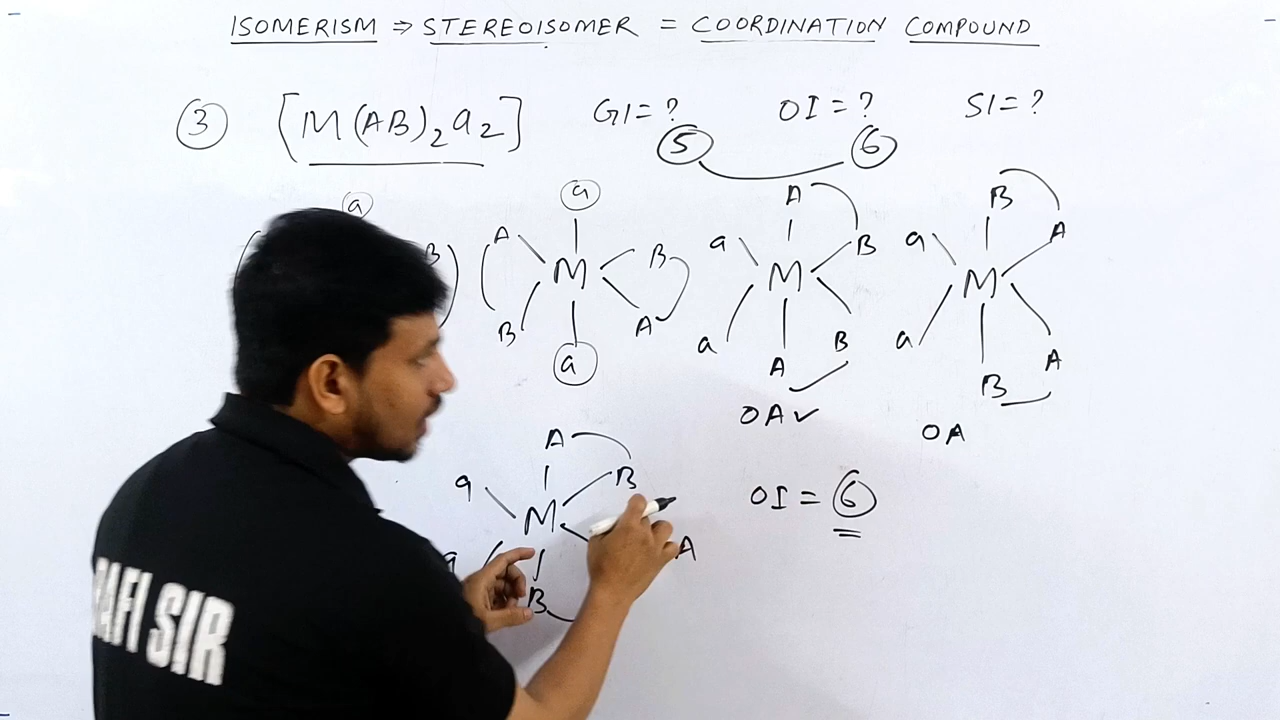 ISOMERISM ⇒ STEREOISOMER = COORDINATION COMPOUND
③ [M(AB)₂a₂] GI = ? OI = ? SI = ?
⑤ ⑥
a a A B
B A B a B a A
M M M
B A a B a A
a A B
OA ✓ OA
A
a B
M OI = ⑥
a A
B
RAFI SIR